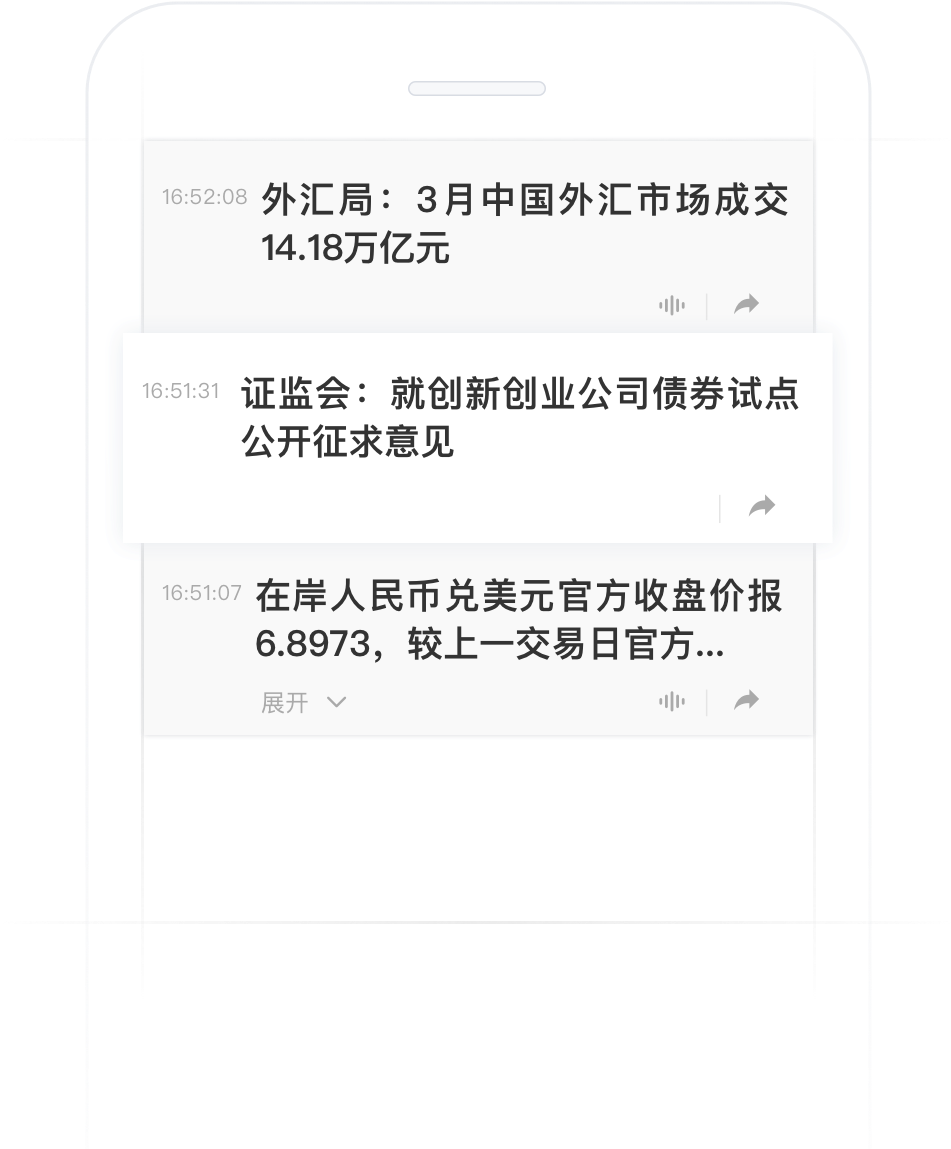 16:52:08 外汇局：3月中国外汇市场成交
14.18万亿元
16:51:31 证监会：就创新创业公司债券试点
公开征求意见
16:51:07 在岸人民币兑美元官方收盘价报
6.8973，较上一交易日官方...
展开